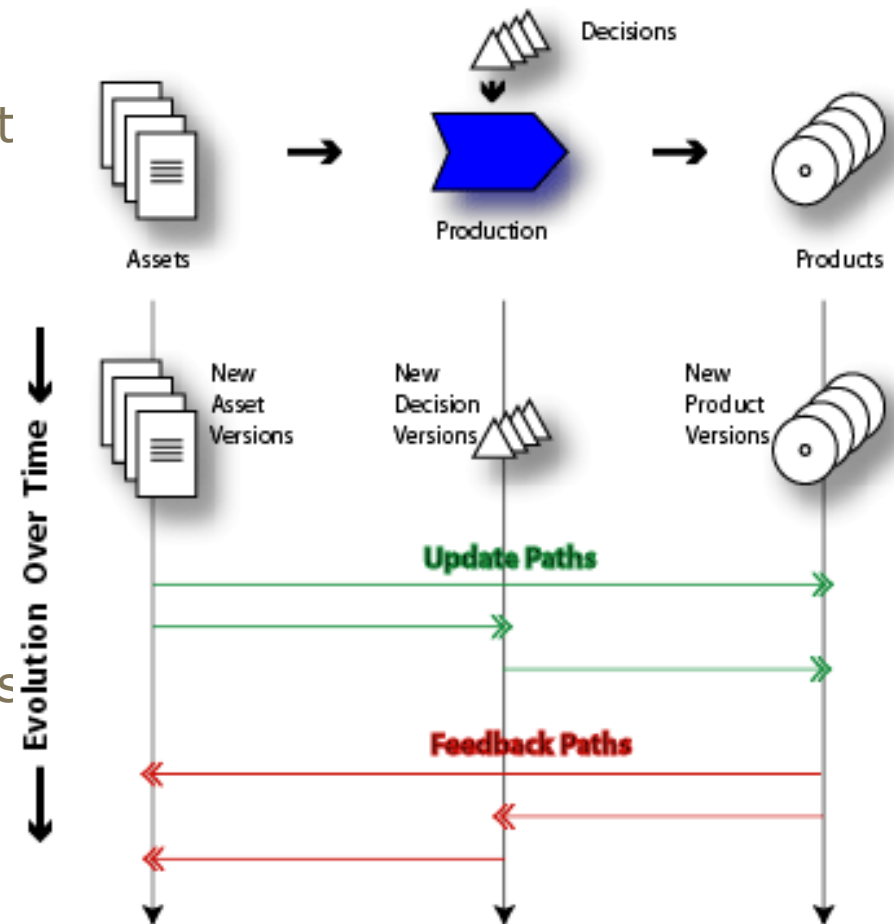 Decisions
t
Production
Assets
Products
New
Asset
Versions
New
Decision
Versions
New
Product
Versions
Evolution Over Time
Update Paths
s
Feedback Paths